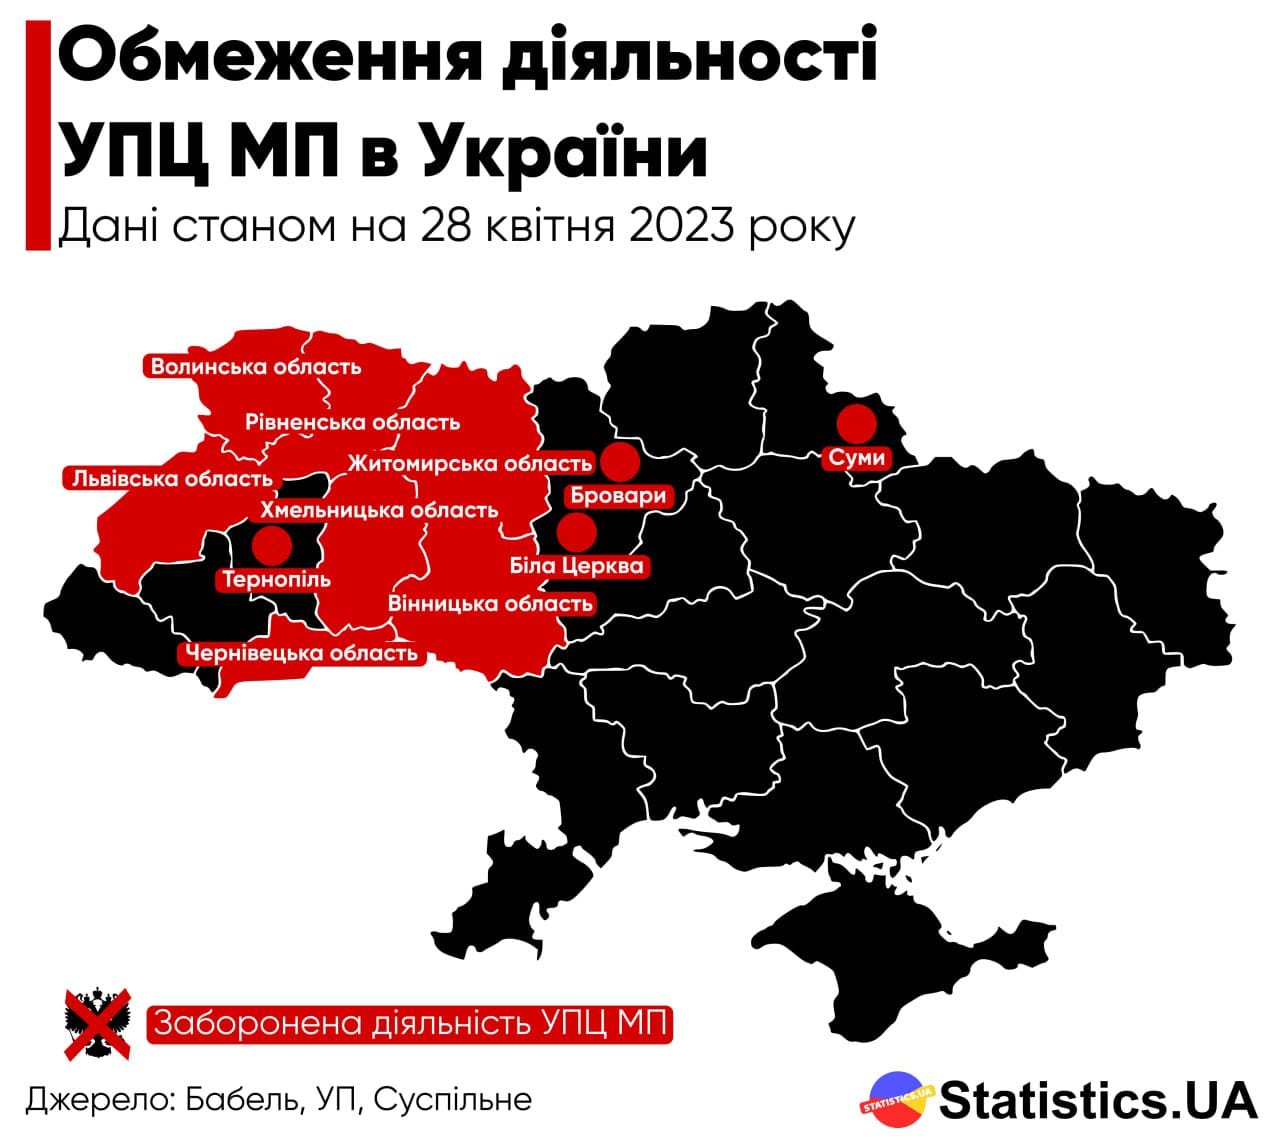 Обмеження діяльності
УПЦ МП в України
Дані станом на 28 квітня 2023 року
Волинська область
Рівненська область
Суми
Житомирська область
Львівська область
Бровари
Хмельницька область
Біла Церква
Тернопіль
Вінницька область
Чернівецька область
Заборонена діяльність УПЦ МП
Джерело: Бабель, УП, Суспільне
STATISTICS.UA
Statistics.UA